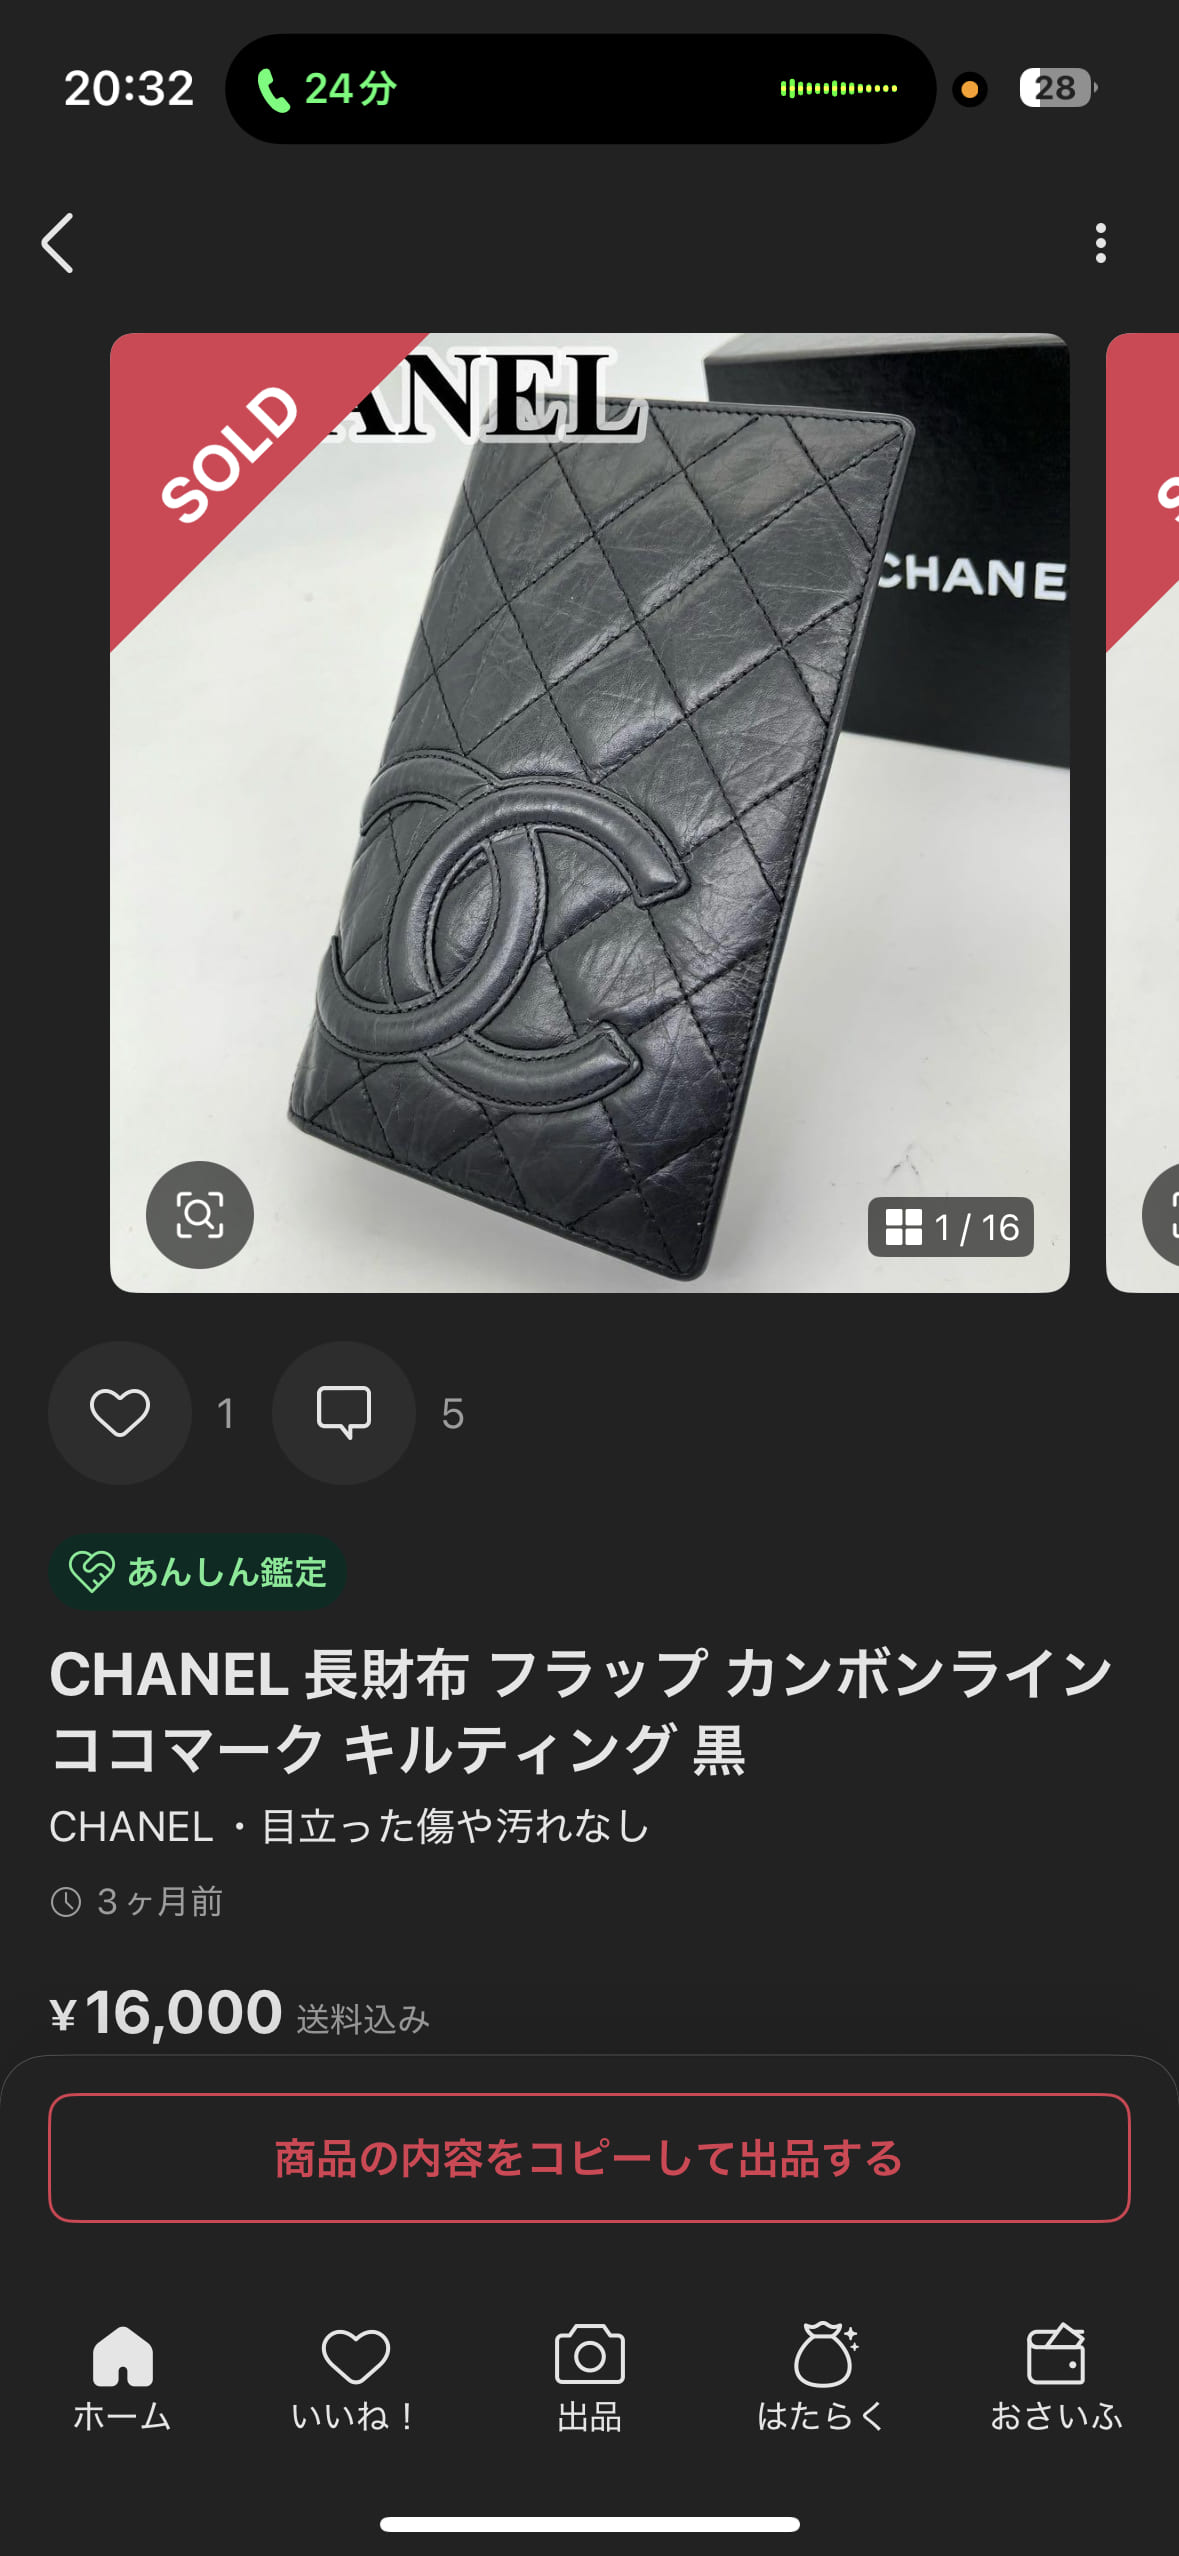 20:32
24分
28
SOLD
ANEL
CHANE
1 / 16
1
5
あんしん鑑定
CHANEL 長財布 フラップ カンボンライン
ココマーク キルティング 黒
CHANEL・目立った傷や汚れなし
3ヶ月前
¥16,000 送料込み
商品の内容をコピーして出品する
ホーム
いいね！
出品
はたらく
おさいふ